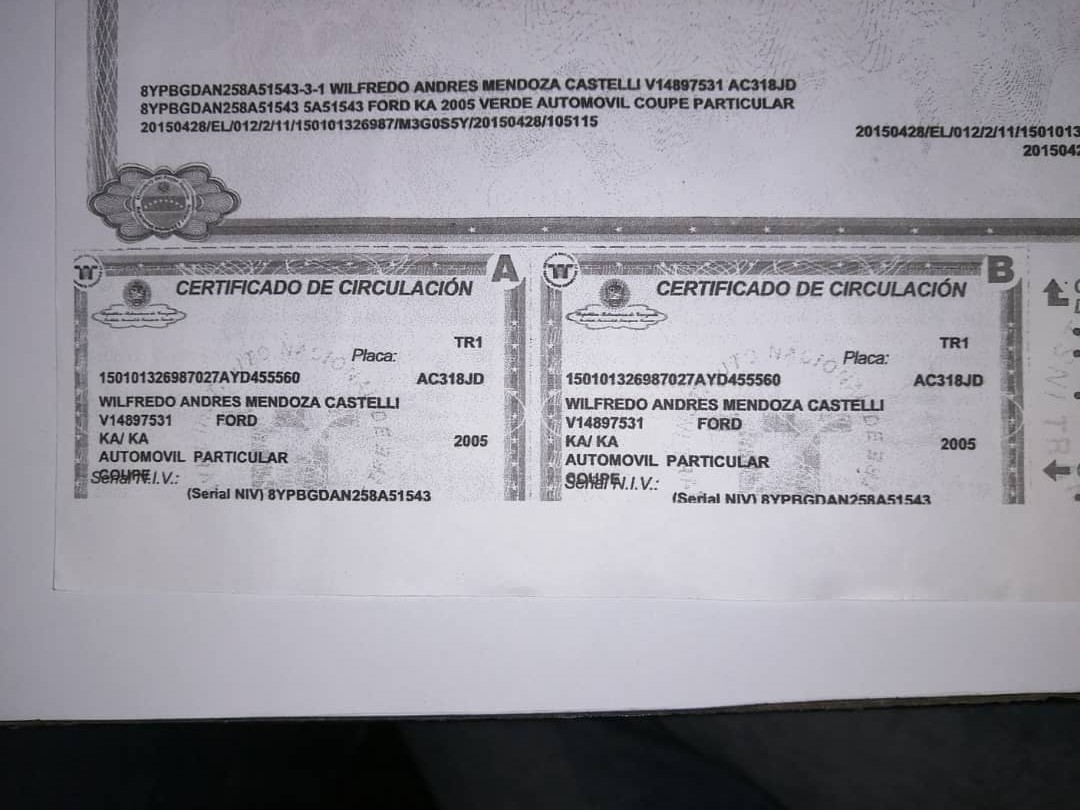 8YPBGDAN258A51543-3-1 WILFREDO ANDRES MENDOZA CASTELLI V14897531 AC318JD
8YPBGDAN258A51543 5A51543 FORD KA 2005 VERDE AUTOMOVIL COUPE PARTICULAR
20150428/EL/012/2/11/150101326987/M3G0S5Y/20150428/105115
20150428/EL/012/2/11/1501013
2015042
A
CERTIFICADO DE CIRCULACIÓN
TR1
Placa:
150101326987027AYD455560 AC318JD
WILFREDO ANDRES MENDOZA CASTELLI
V14897531 FORD
KA/ KA 2005
AUTOMOVIL PARTICULAR
COUPE
Serial N.I.V.:
(Serial NIV) 8YPBGDAN258A51543
B
CERTIFICADO DE CIRCULACIÓN
TR1
Placa:
150101326987027AYD455560 AC318JD
WILFREDO ANDRES MENDOZA CASTELLI
V14897531 FORD
KA/ KA 2005
AUTOMOVIL PARTICULAR
COUPE
Serial N.I.V.:
(Serial NIV) 8YPBGDAN258A51543